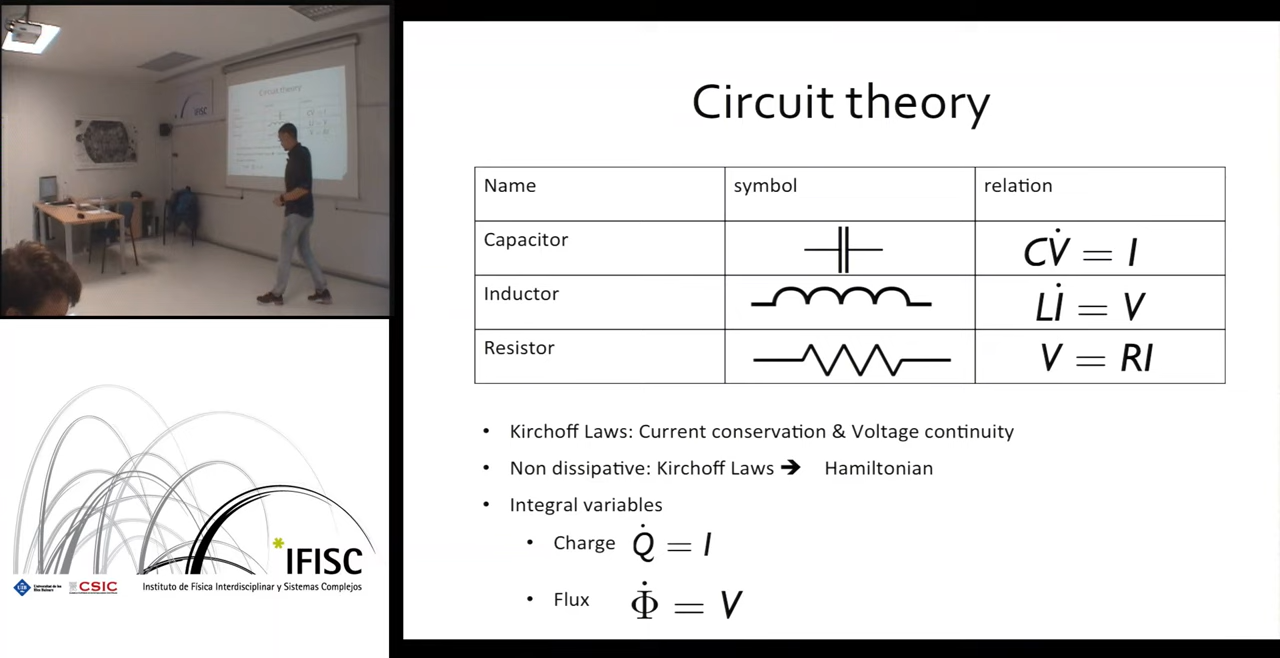 Circuit theory
Name symbol relation
Capacitor CV̇ = I
Inductor Lİ = V
Resistor V = RI
• Kirchoff Laws: Current conservation & Voltage continuity
• Non dissipative: Kirchoff Laws ➔ Hamiltonian
• Integral variables
• Charge Q̇ = I
• Flux Φ̇ = V
IFISC
CSIC
Instituto de Física Interdisciplinar y Sistemas Complejos